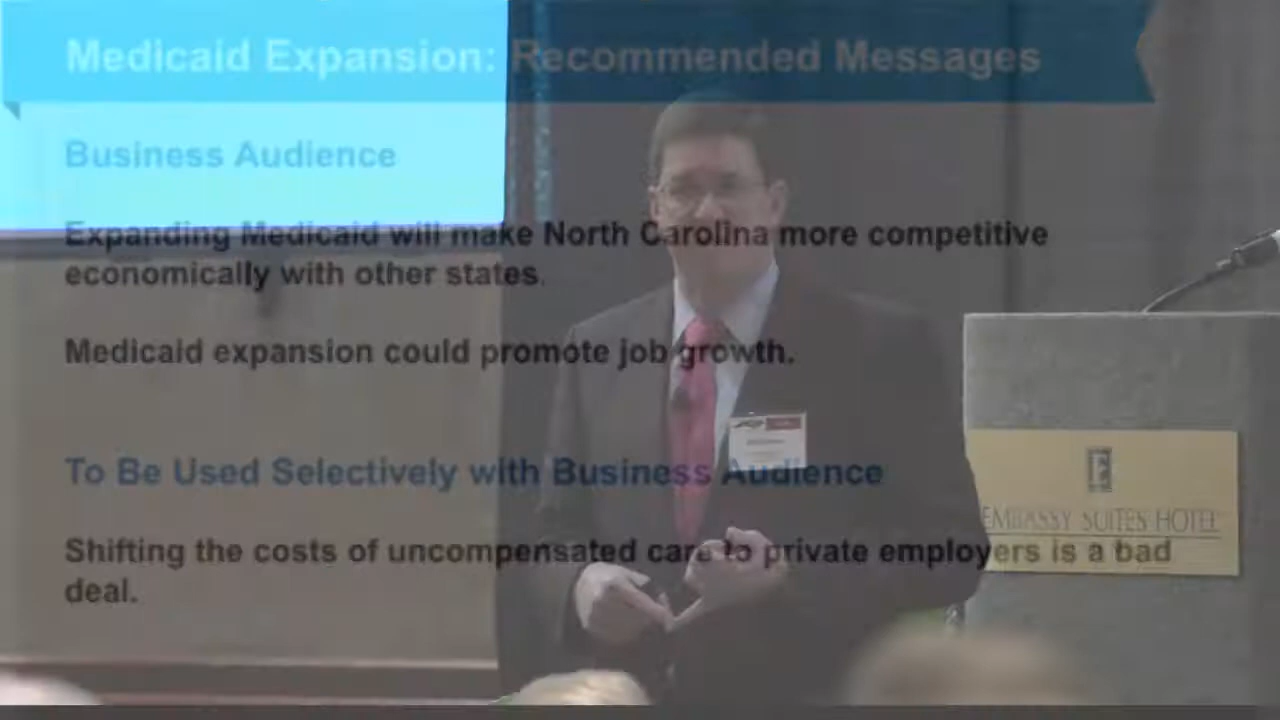 Medicaid Expansion: Recommended Messages
Business Audience
Expanding Medicaid will make North Carolina more competitive
economically with other states.
Medicaid expansion could promote job growth.
To Be Used Selectively with Business Audience
Shifting the costs of uncompensated care to private employers is a bad
deal.
EMBASSY SUITES HOTEL